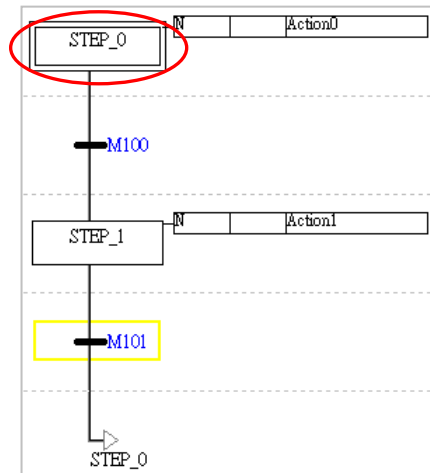 STEP_0 N Action0
M100
STEP_1 N Action1
M101
STEP_0